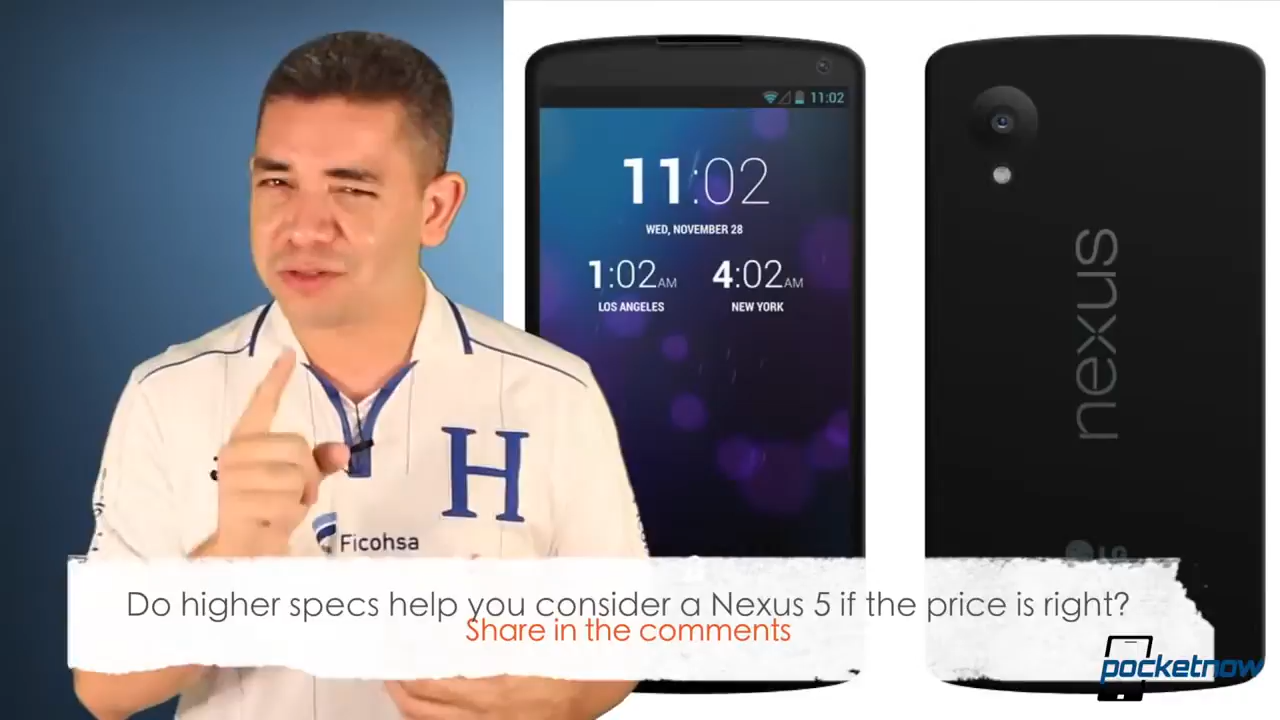 11:02
11:02
WED, NOVEMBER 28
1:02AM
4:02AM
LOS ANGELES
NEW YORK
nexus
LG
H
Ficohsa
Do higher specs help you consider a Nexus 5 if the price is right?
Share in the comments
pocketnow